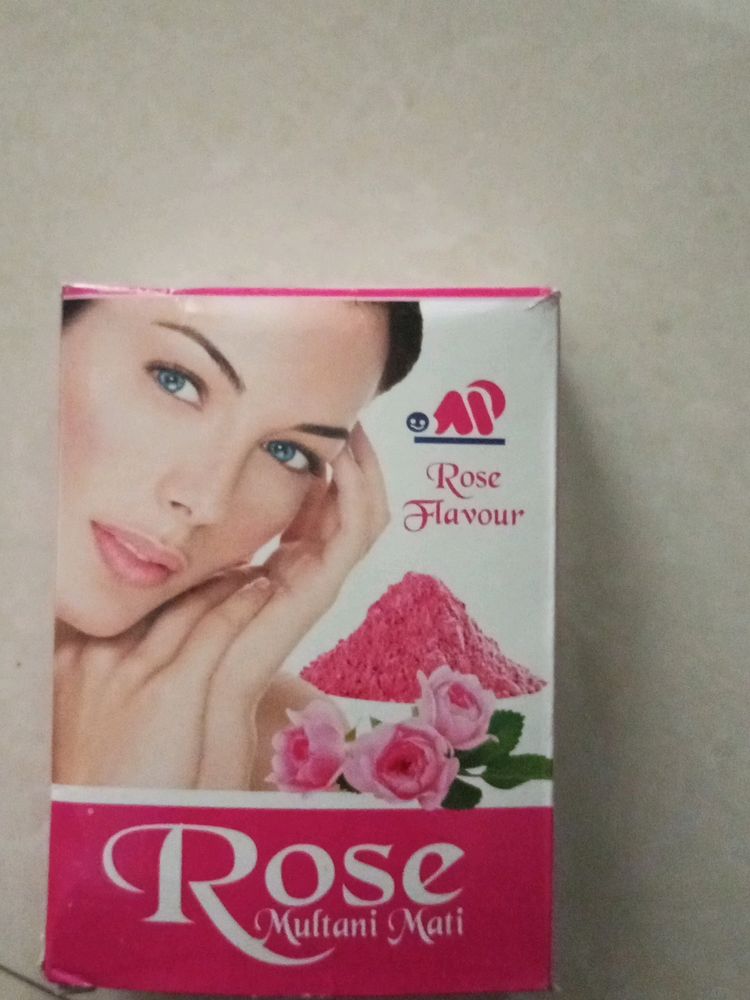 Rose
Flavour
Rose
Multani Mati